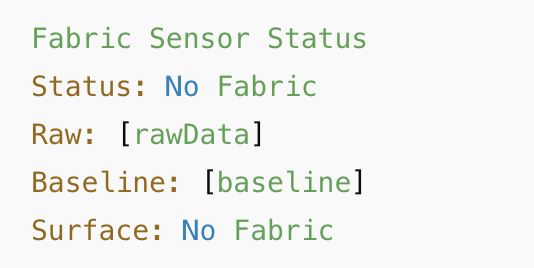 Fabric Sensor Status
Status: No Fabric
Raw: [rawData]
Baseline: [baseline]
Surface: No Fabric